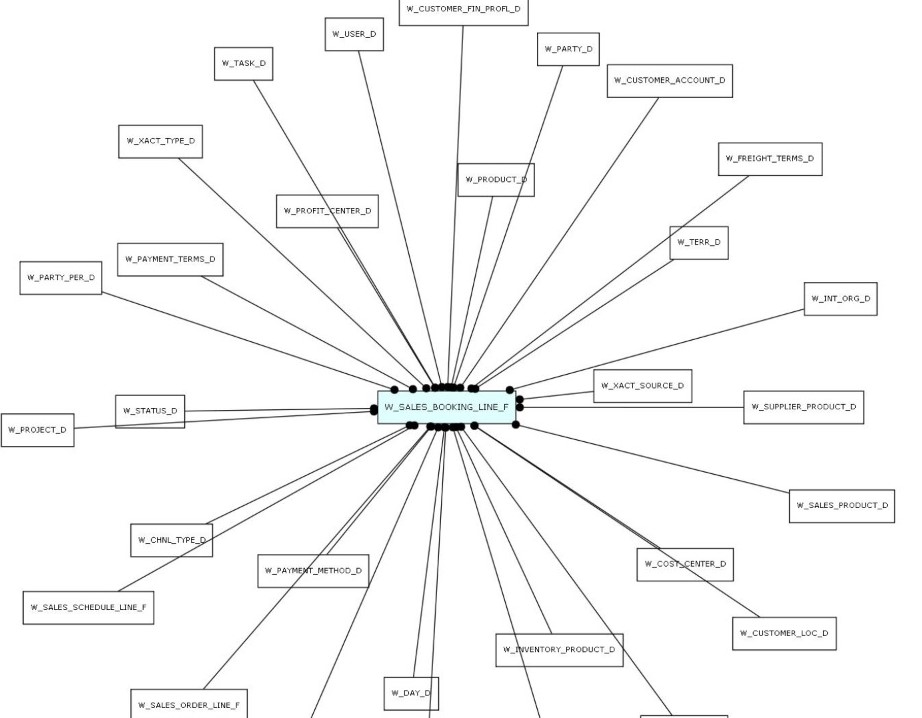 W_CUSTOMER_FIN_PROFL_D
W_USER_D
W_PARTY_D
W_TASK_D
W_CUSTOMER_ACCOUNT_D
W_XACT_TYPE_D
W_FREIGHT_TERMS_D
W_PRODUCT_D
W_PROFIT_CENTER_D
W_TERR_D
W_PAYMENT_TERMS_D
W_PARTY_PER_D
W_INT_ORG_D
W_XACT_SOURCE_D
W_SALES_BOOKING_LINE_F
W_SUPPLIER_PRODUCT_D
W_STATUS_D
W_PROJECT_D
W_SALES_PRODUCT_D
W_CHNL_TYPE_D
W_COST_CENTER_D
W_PAYMENT_METHOD_D
W_SALES_SCHEDULE_LINE_F
W_CUSTOMER_LOC_D
W_INVENTORY_PRODUCT_D
W_DAY_D
W_SALES_ORDER_LINE_F